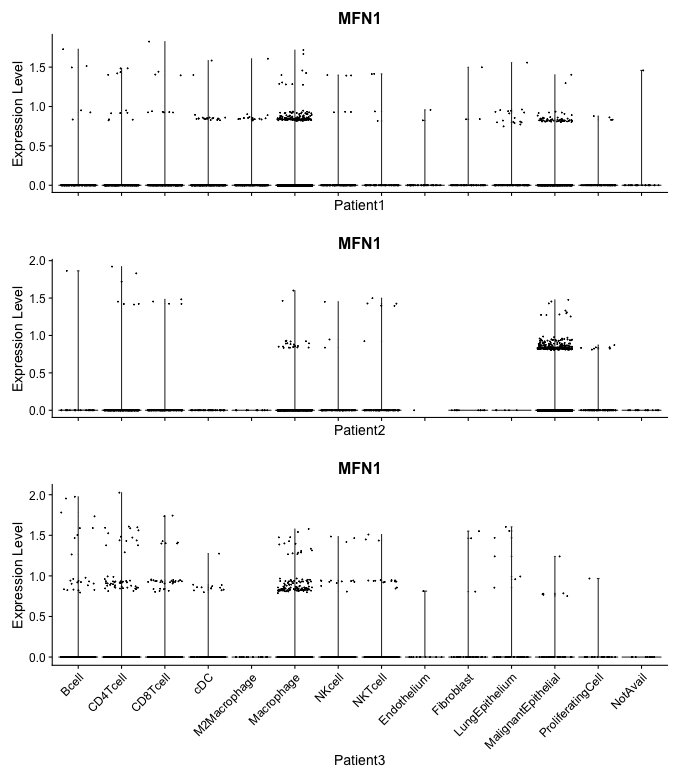 MFN1
Expression Level
1.5
1.0
0.5
0.0
Patient1
MFN1
Expression Level
2.0
1.5
1.0
0.5
0.0
Patient2
MFN1
Expression Level
2.0
1.5
1.0
0.5
0.0
Bcell
CD4Tcell
CD8Tcell
cDC
M2Macrophage
Macrophage
NKcell
NKTcell
Endothelium
Fibroblast
LungEpithelium
MalignantEpithelial
ProliferatingCell
NotAvail
Patient3